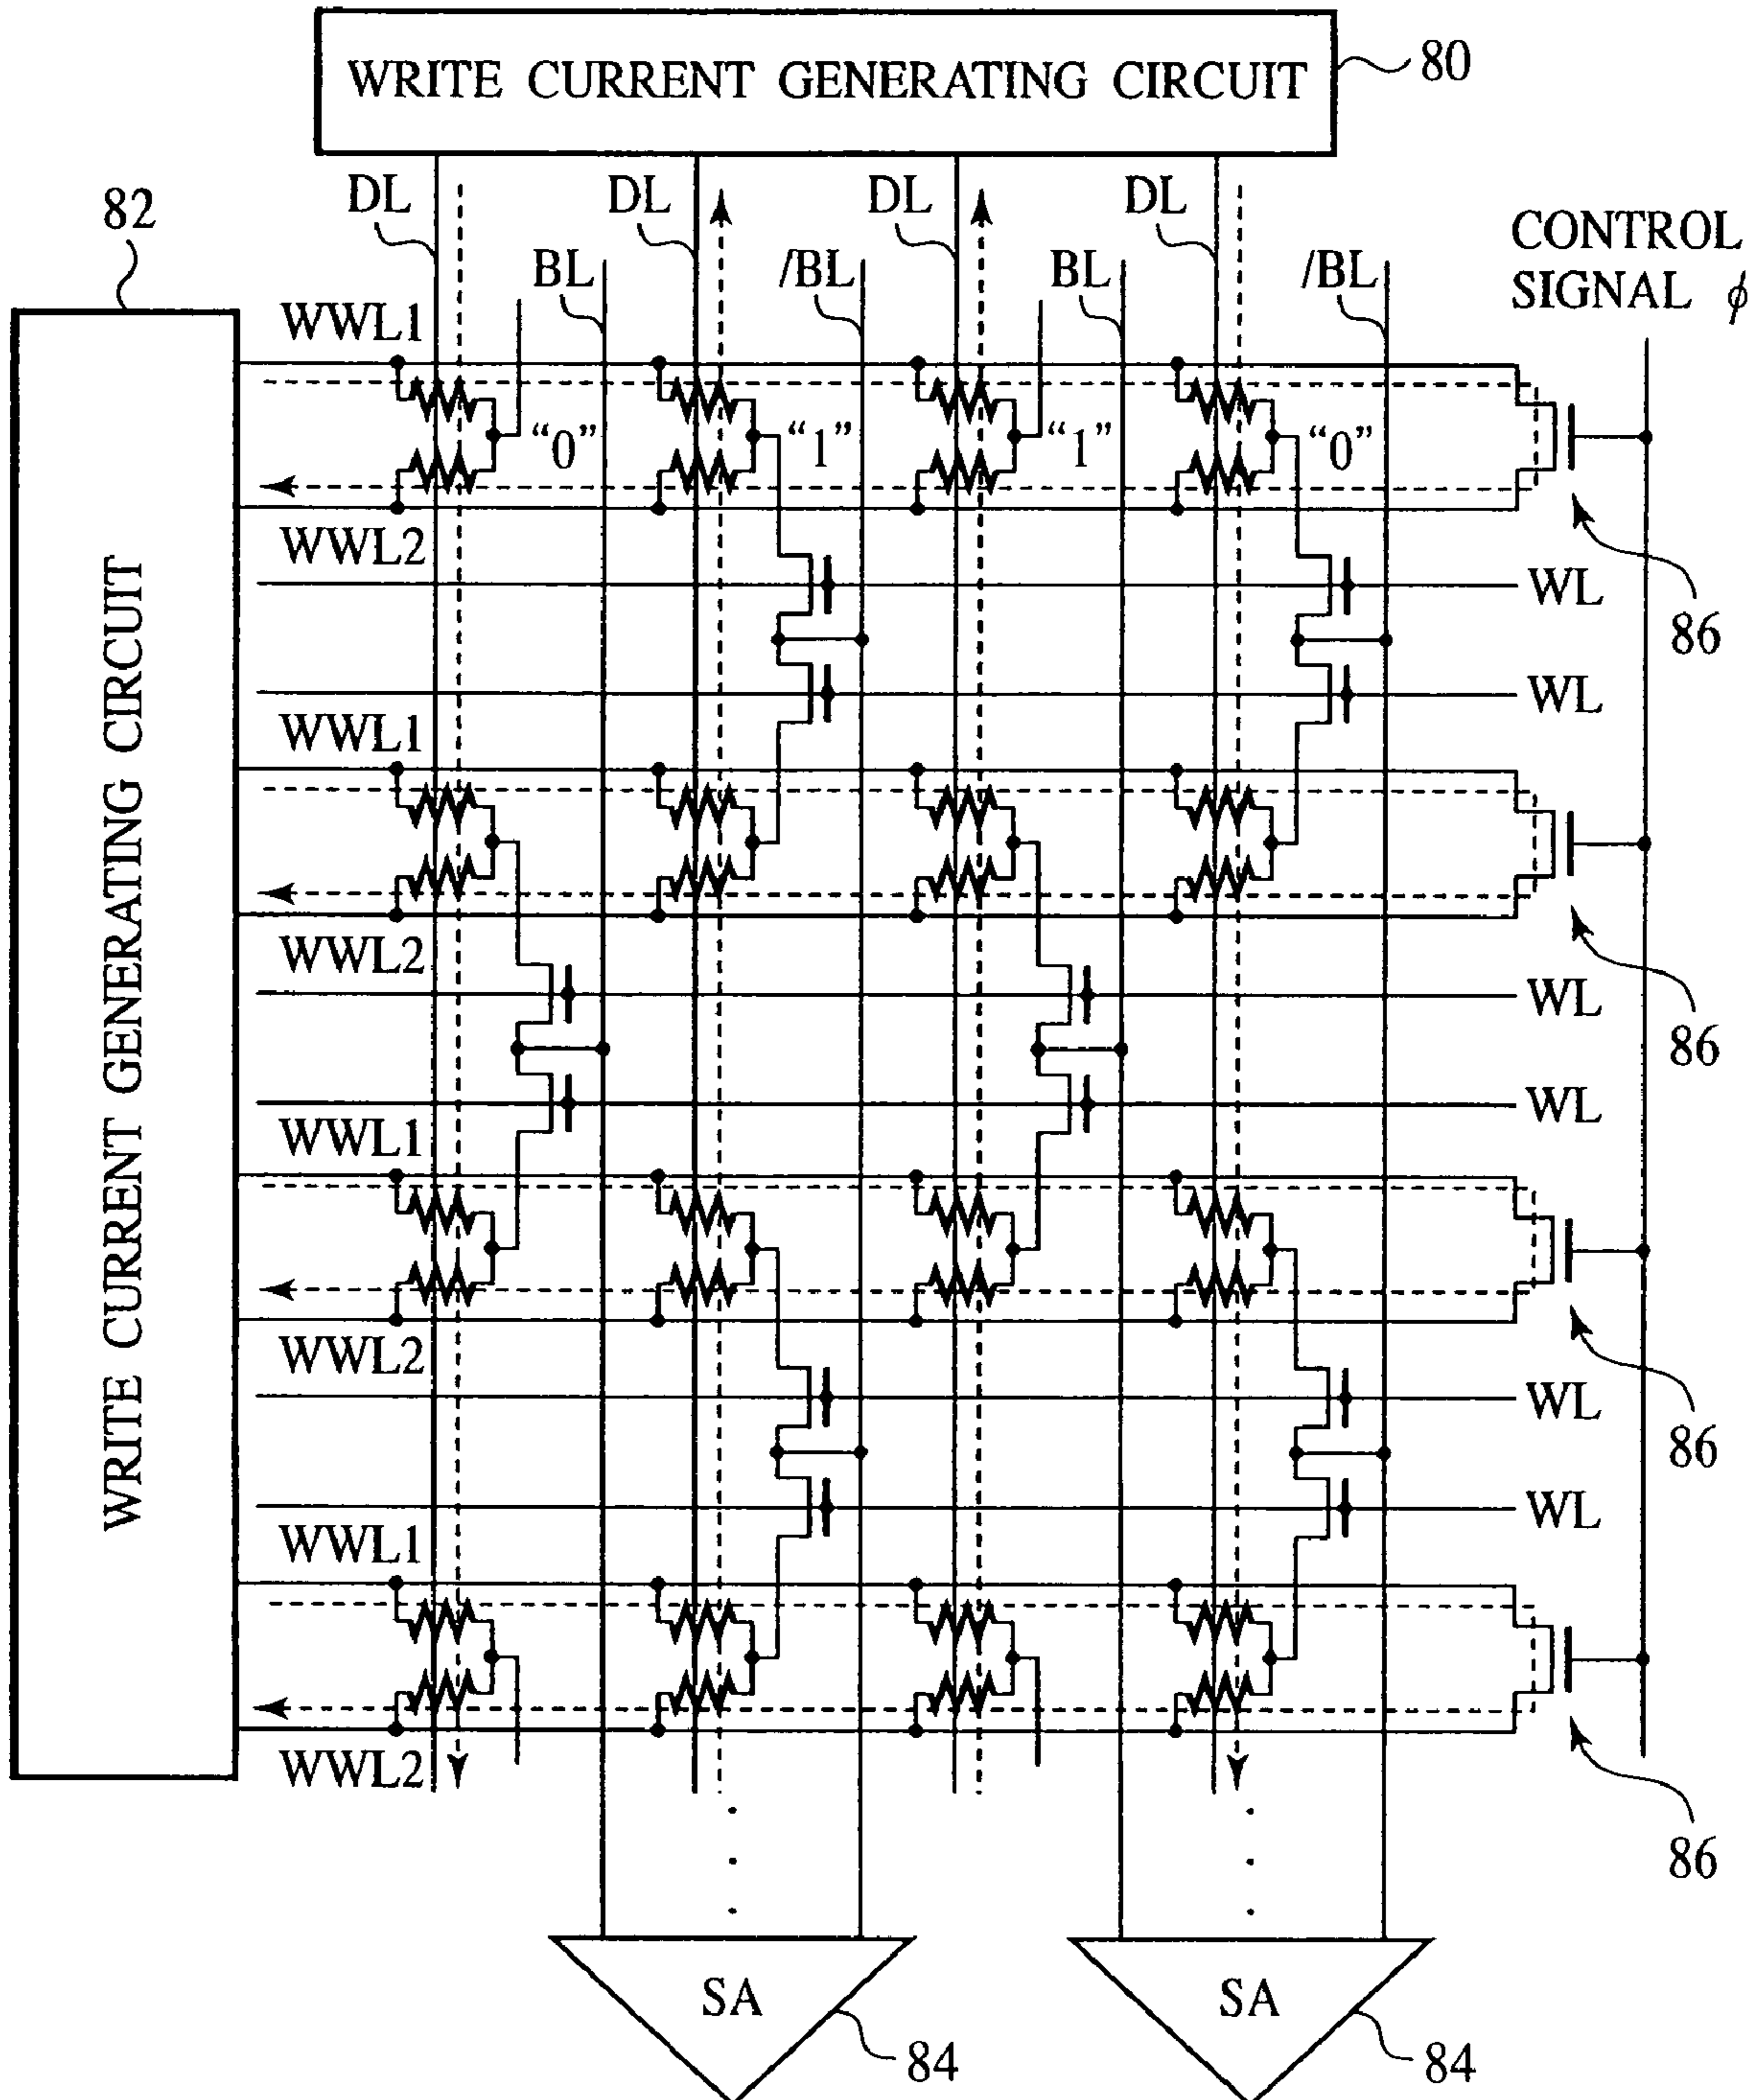 WRITE CURRENT GENERATING CIRCUIT
80
82
DL
DL
DL
DL
CONTROL
SIGNAL ϕ
BL
/BL
BL
/BL
WWL1
“0”
“1”
“1”
“0”
WWL2
WL
86
WL
WWL1
WWL2
WL
86
WL
WWL1
WWL2
WL
86
WL
WWL1
WWL2
86
WRITE CURRENT GENERATING CIRCUIT
SA
SA
84
84